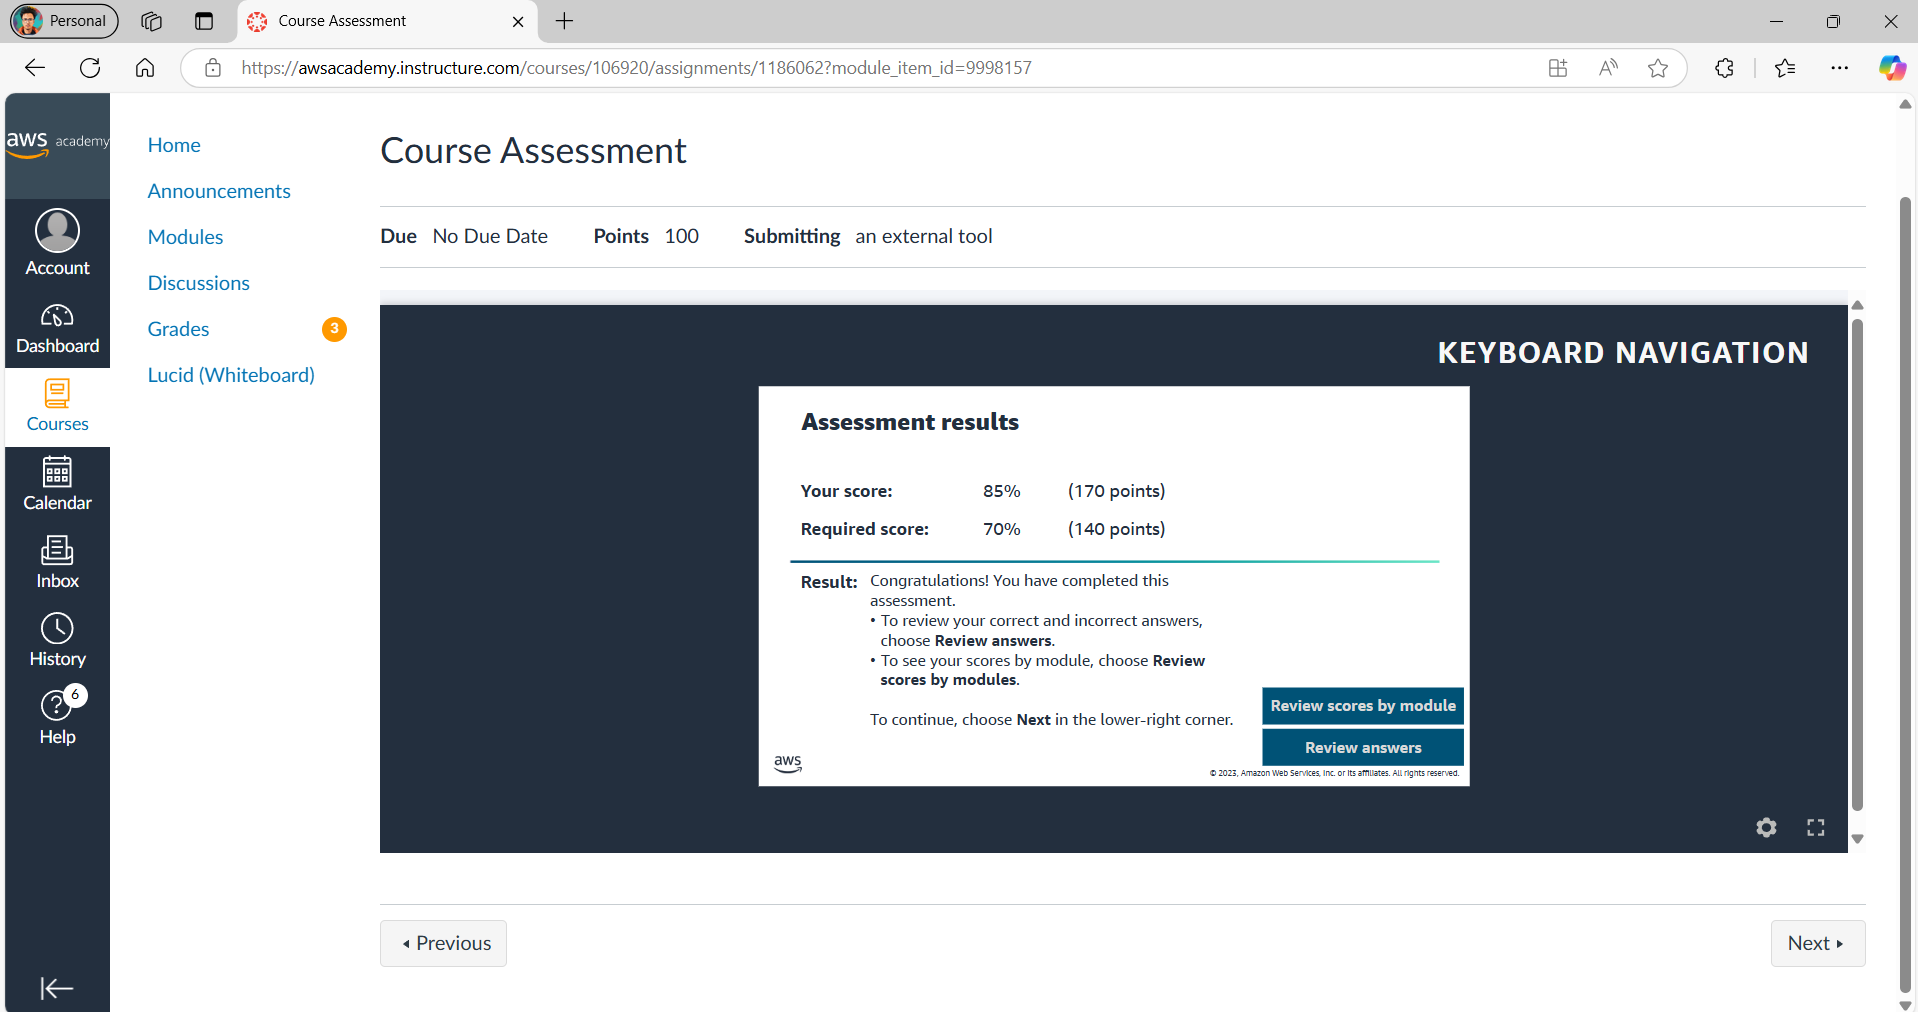 Personal
Course Assessment
https://awsacademy.instructure.com/courses/106920/assignments/1186062?module_item_id=9998157
aws academy
Account
Dashboard
Courses
Calendar
Inbox
History
6
Help
Home
Announcements
Modules
Discussions
Grades 3
Lucid (Whiteboard)
Course Assessment
Due No Due Date Points 100 Submitting an external tool
KEYBOARD NAVIGATION
Assessment results
Your score: 85% (170 points)
Required score: 70% (140 points)
Result: Congratulations! You have completed this
assessment.
• To review your correct and incorrect answers,
choose Review answers.
• To see your scores by module, choose Review
scores by modules.
To continue, choose Next in the lower-right corner.
Review scores by module
Review answers
aws
© 2023, Amazon Web Services, Inc. or its affiliates. All rights reserved.
Previous
Next